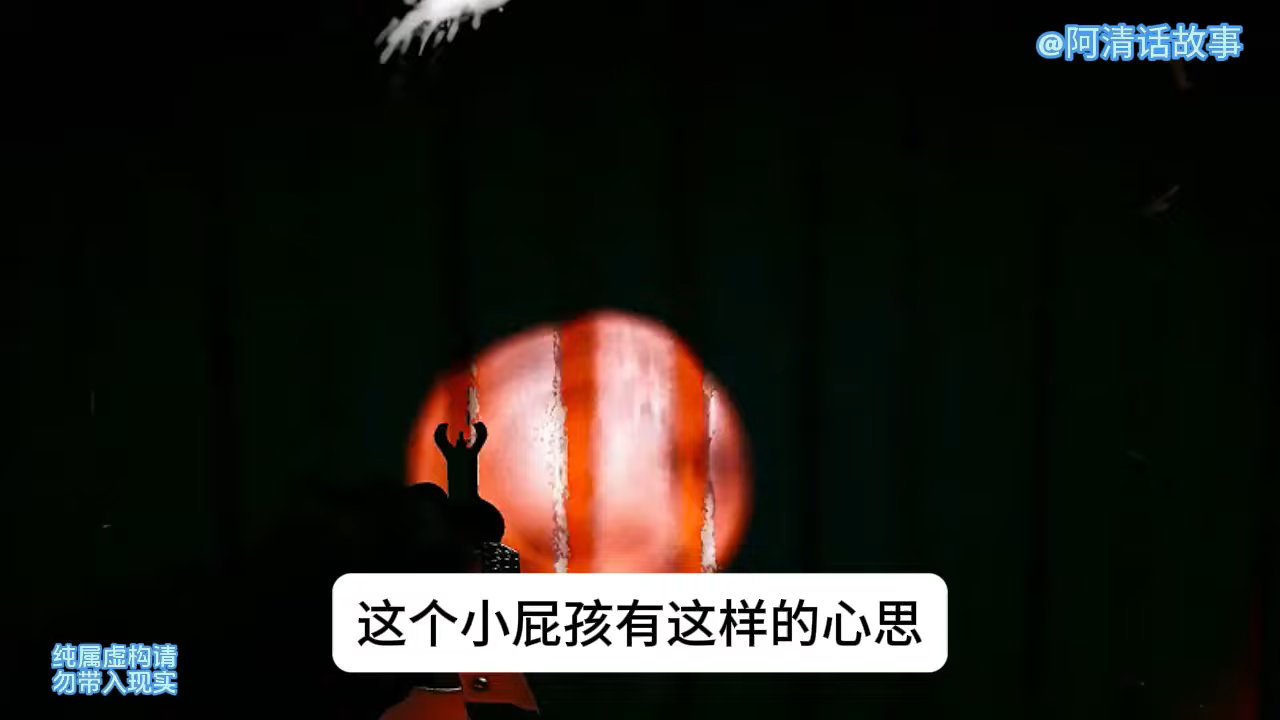 @阿清话故事
这个小屁孩有这样的心思
纯属虚构请
勿带入现实